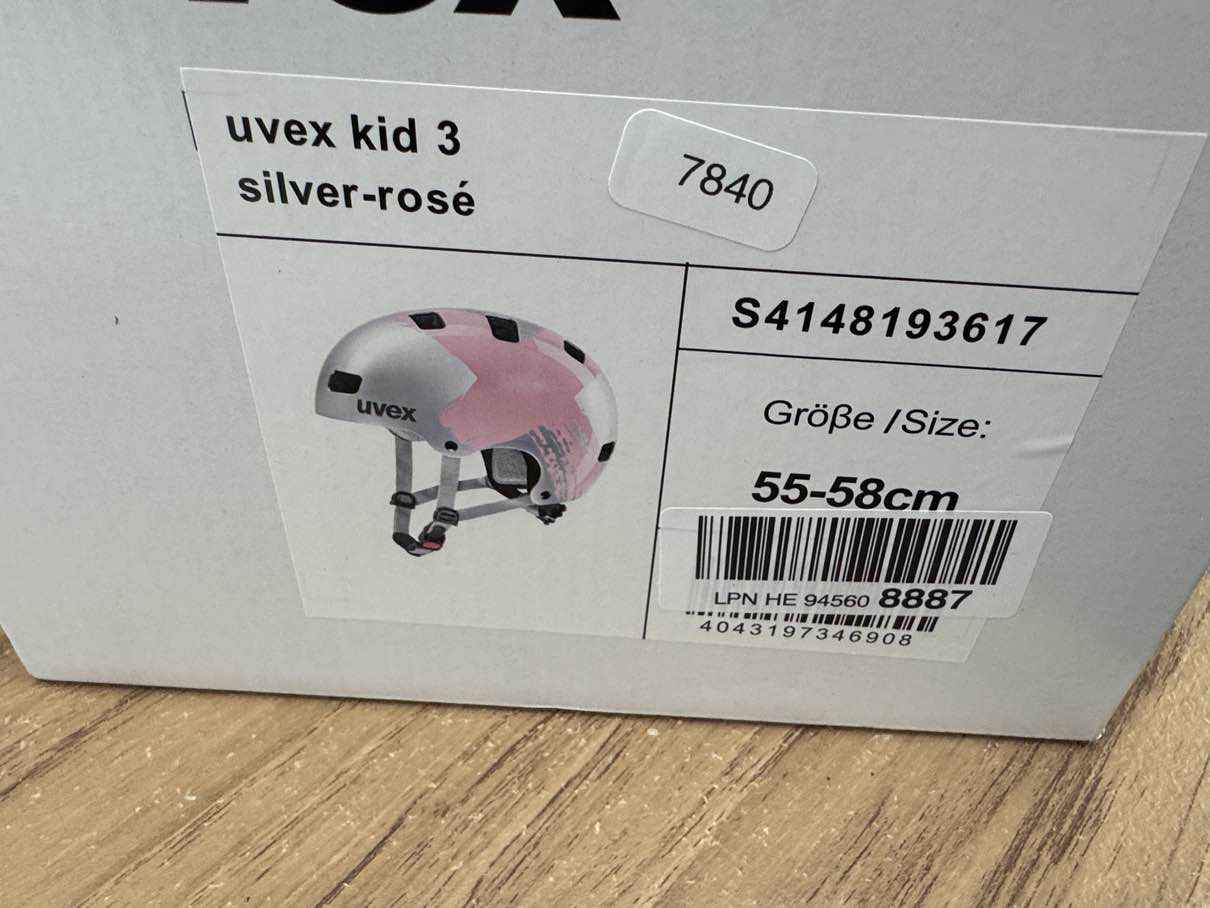 uvex kid 3
silver-rosé
7840
uvex
S4148193617
Größe /Size:
55-58cm
LPN HE 94560 8887
4043197346908